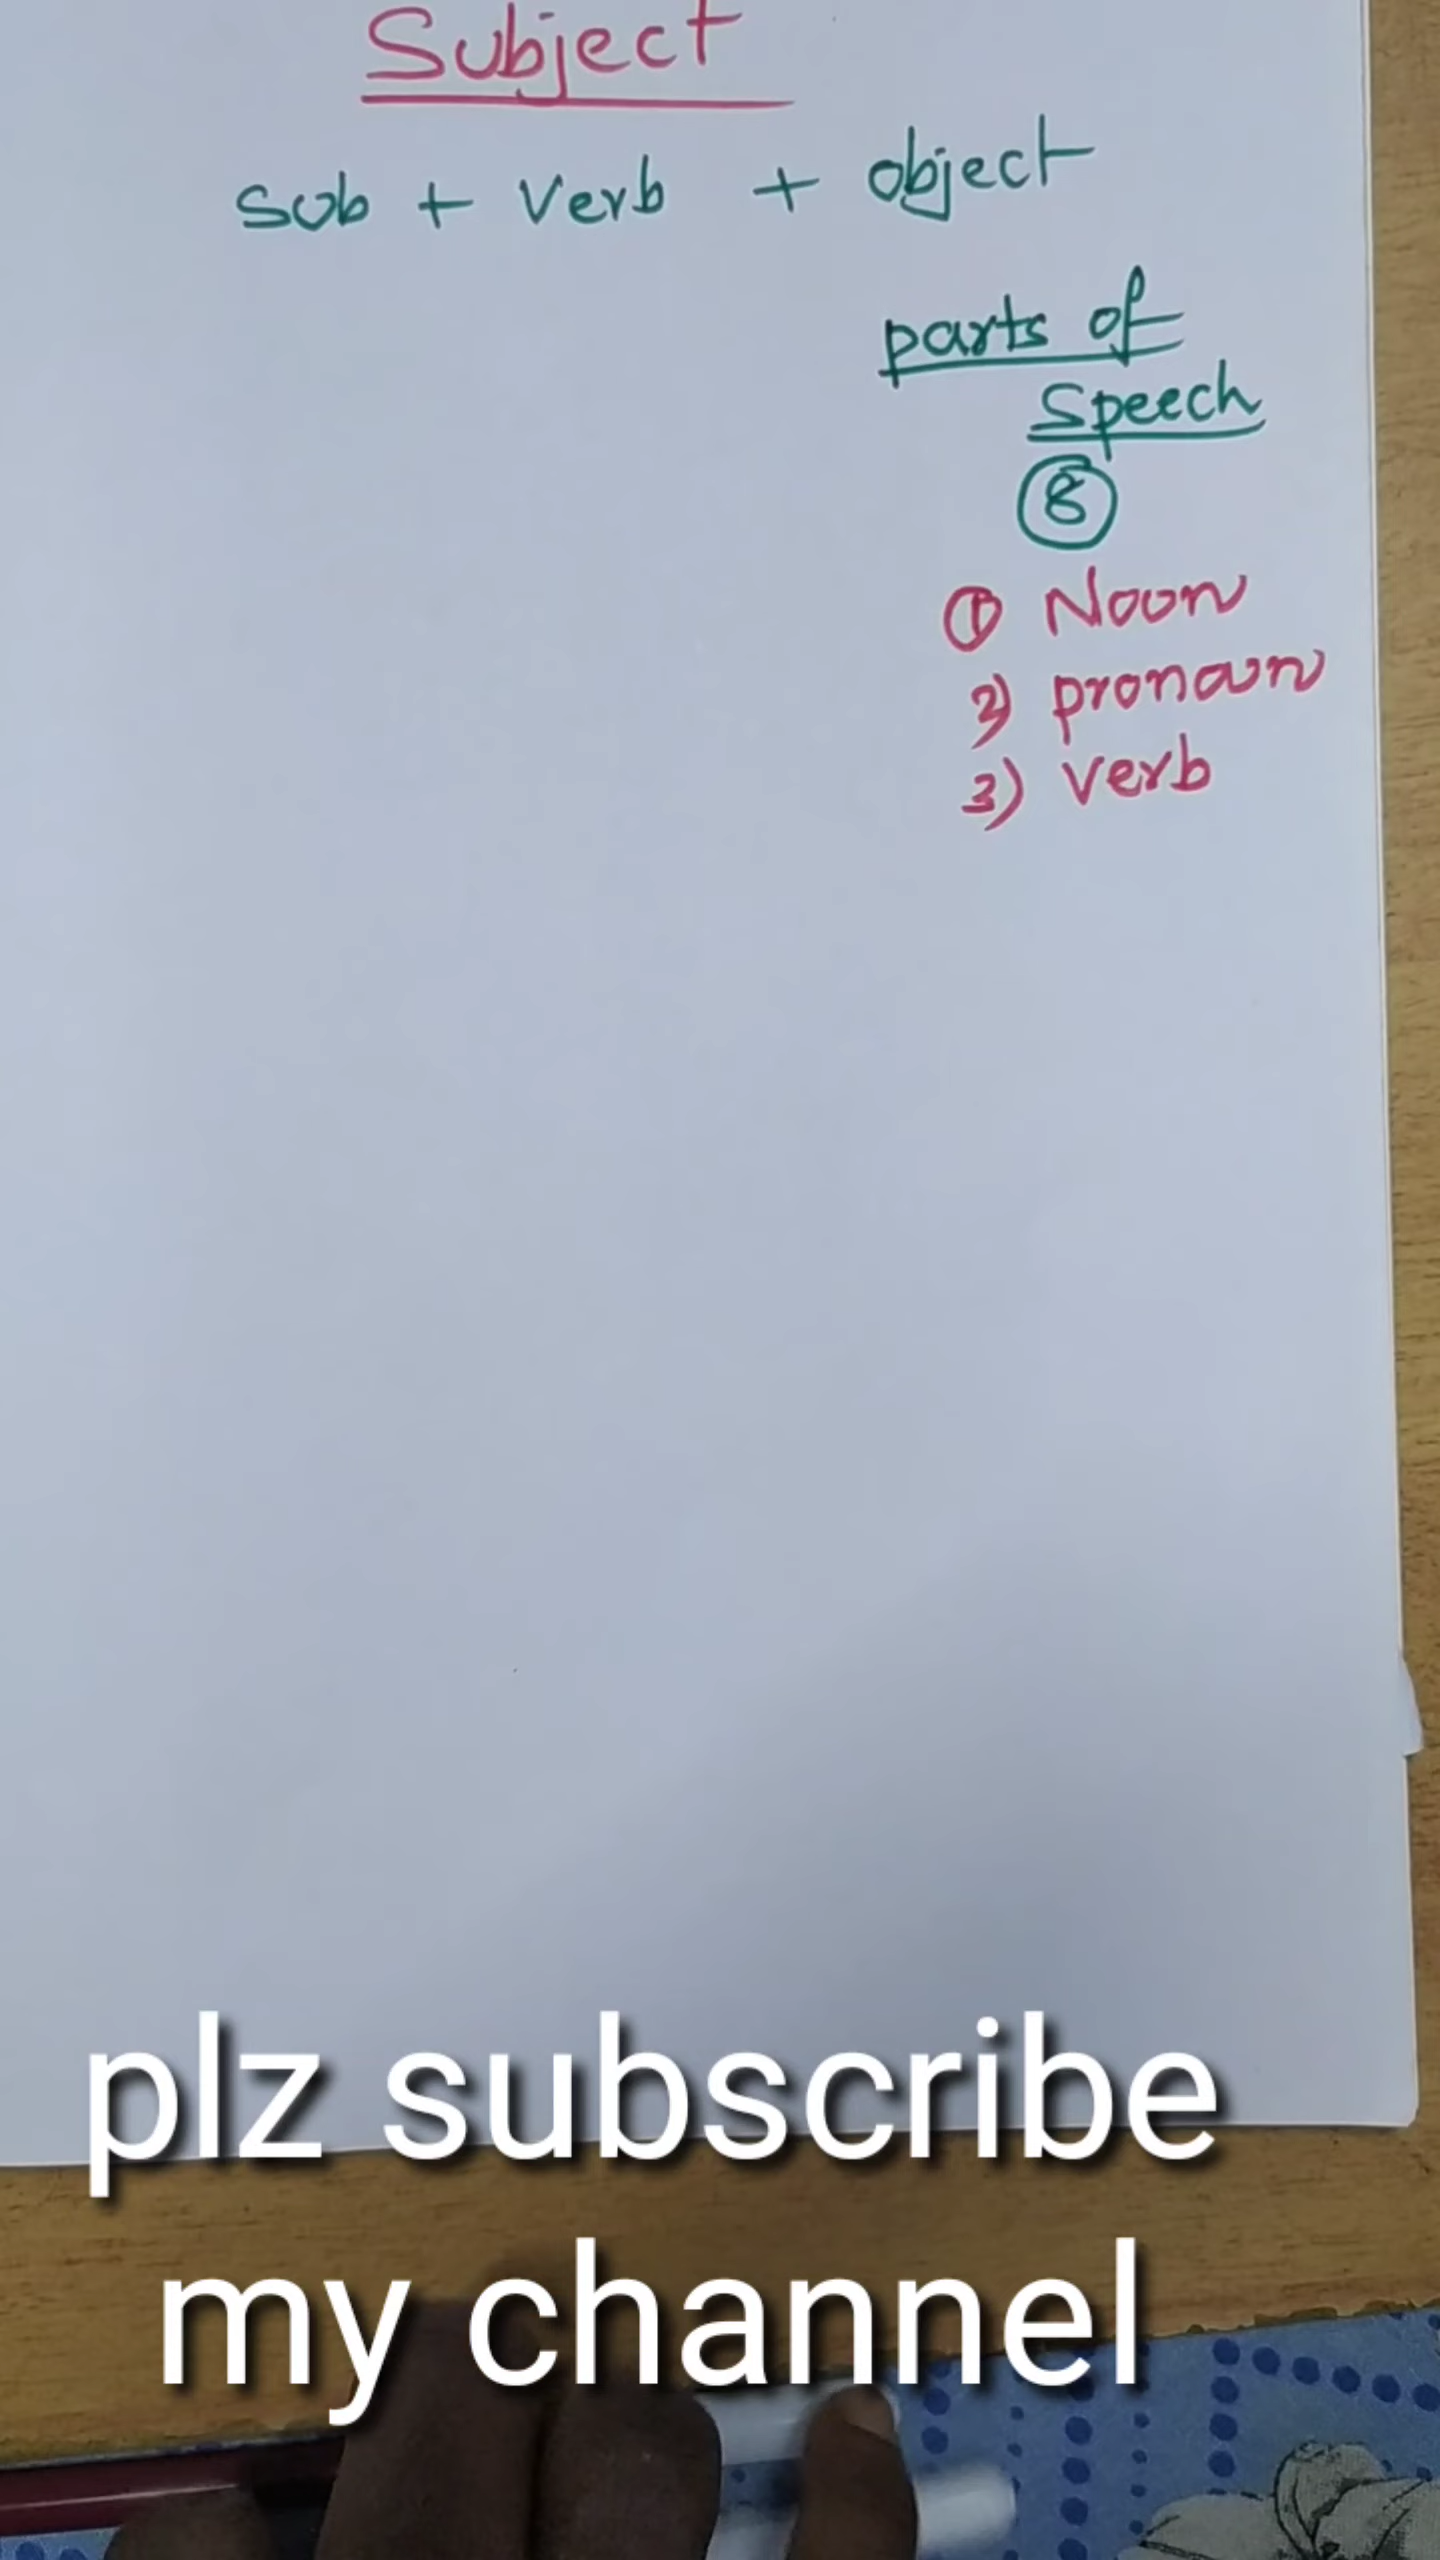 Subject
Sub + Verb + object
parts of
Speech
8
1 Noun
2) pronoun
3) Verb
plz subscribe
my channel